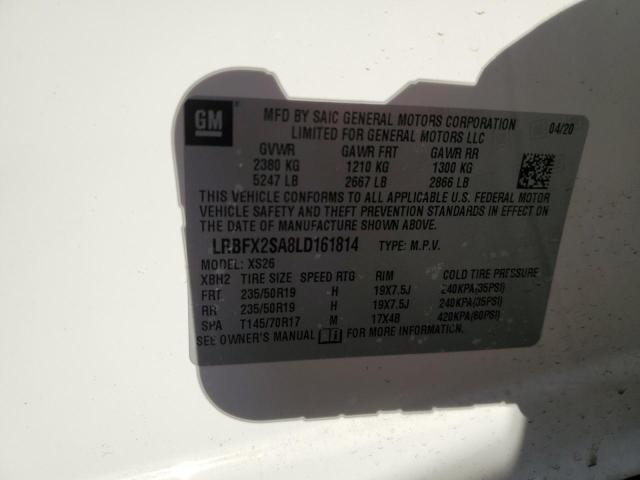 GM
MFD BY SAIC GENERAL MOTORS CORPORATION 04/20
LIMITED FOR GENERAL MOTORS LLC
GVWR GAWR FRT GAWR RR
2380 KG 1210 KG 1300 KG
5247 LB 2667 LB 2866 LB
THIS VEHICLE CONFORMS TO ALL APPLICABLE U.S. FEDERAL MOTOR
VEHICLE SAFETY AND THEFT PREVENTION STANDARDS IN EFFECT ON
THE DATE OF MANUFACTURE SHOWN ABOVE.
LRBFX2SA8LD161814 TYPE: M.P.V.
MODEL: XS26
XBH2 TIRE SIZE SPEED RTG RIM COLD TIRE PRESSURE
FRT 235/50R19 H 19X7.5J 240KPA(35PSI)
RR 235/50R19 H 19X7.5J 240KPA(35PSI)
SPA T145/70R17 M 17X4B 420KPA(60PSI)
SEE OWNER'S MANUAL FOR MORE INFORMATION.